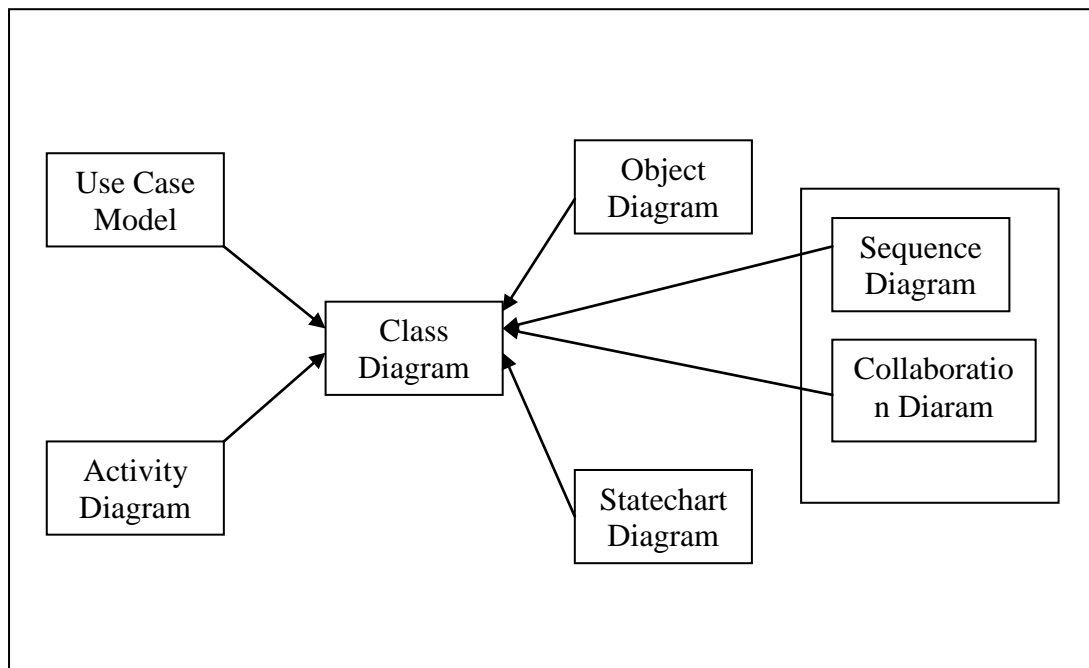 Use Case
Model
Object
Diagram
Sequence
Diagram
Class
Diagram
Collaboratio
n Diaram
Activity
Diagram
Statechart
Diagram